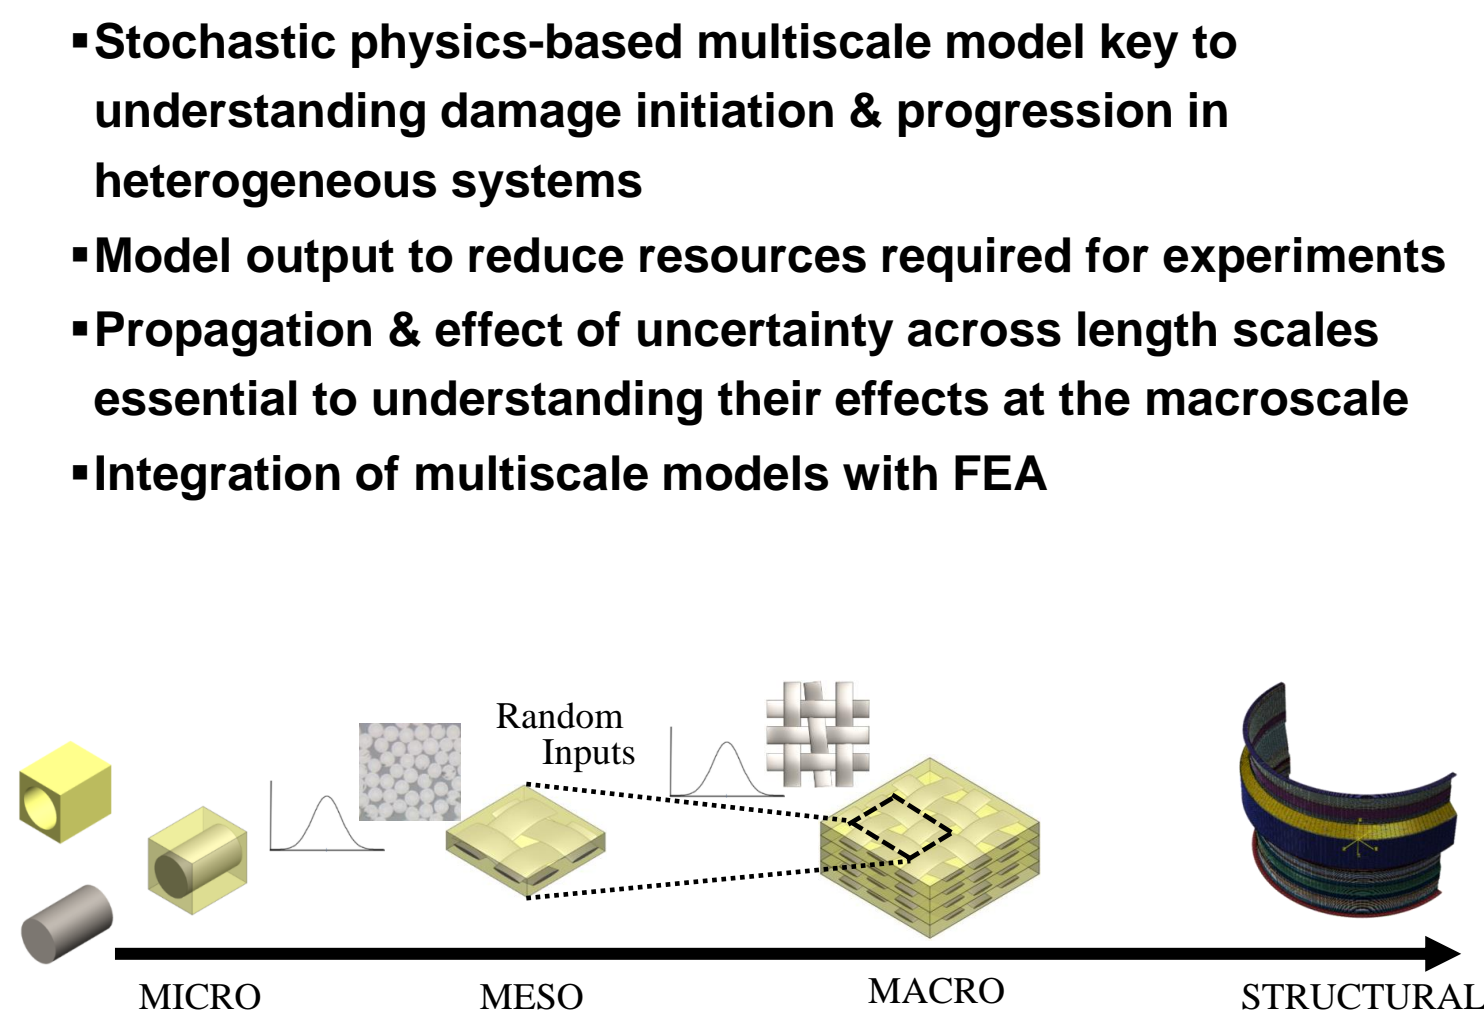 ▪Stochastic physics-based multiscale model key to
understanding damage initiation & progression in
heterogeneous systems
▪Model output to reduce resources required for experiments
▪Propagation & effect of uncertainty across length scales
essential to understanding their effects at the macroscale
▪Integration of multiscale models with FEA
Random
Inputs
MICRO
MESO
MACRO
STRUCTURAL